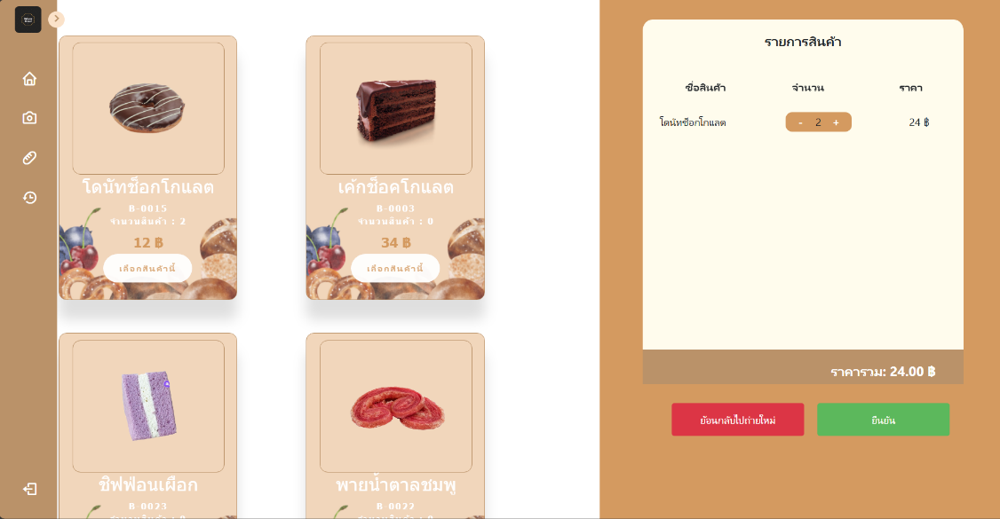 โดนัทช็อกโกแลต
B-0015
จำนวนสินค้า : 2
12 ฿
เลือกสินค้านี้
เค้กช็อคโกแลต
B-0003
จำนวนสินค้า : 0
34 ฿
เลือกสินค้านี้
ชิฟฟ่อนเผือก
B-0023
พายน้ำตาลชมพู
B-0022
รายการสินค้า
ชื่อสินค้า จำนวน ราคา
โดนัทช็อกโกแลต - 2 + 24 ฿
ราคารวม: 24.00 ฿
ย้อนกลับไปถ่ายใหม่
ยืนยัน